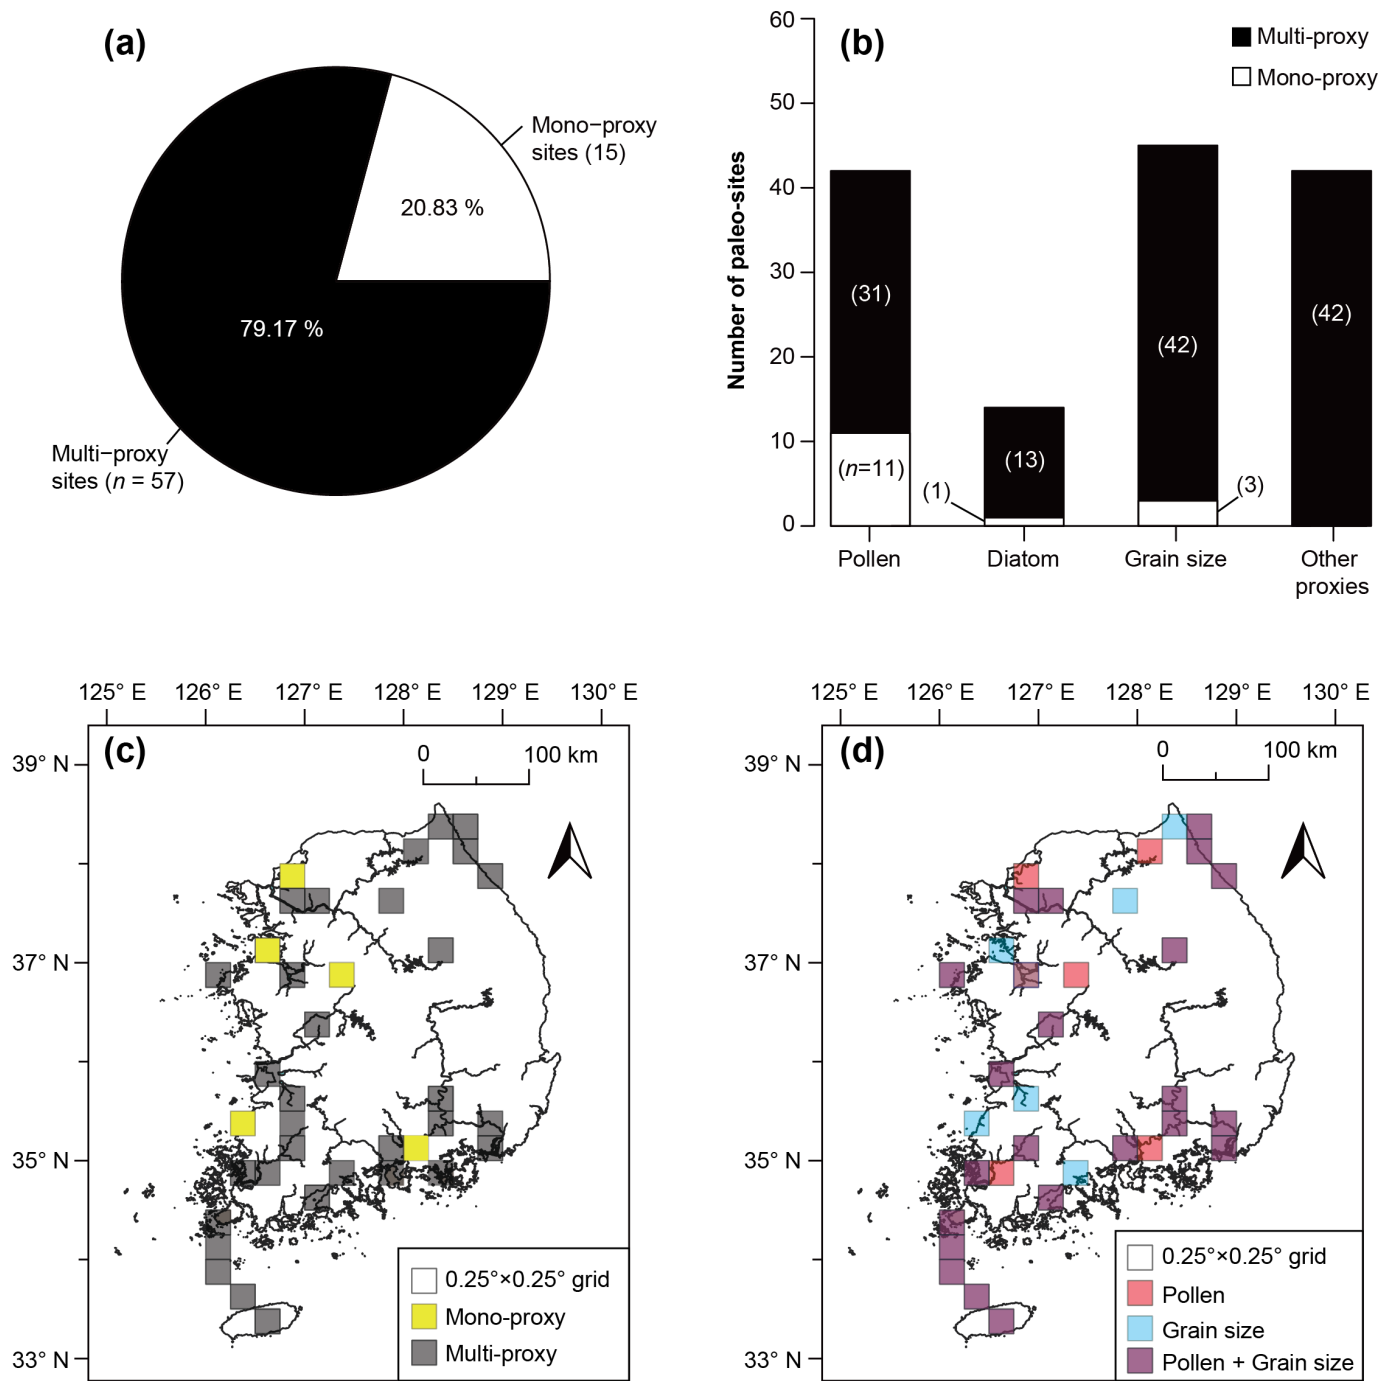 (a)
Mono−proxy
sites (15)
20.83 %
79.17 %
Multi−proxy
sites (n = 57)
(b)
Multi-proxy
Mono-proxy
Number of paleo-sites
60
50
40
30
20
10
0
(31)
(n=11)
(1)
(13)
(42)
(3)
(42)
Pollen
Diatom
Grain size
Other
proxies
125° E
126° E
127° E
128° E
129° E
130° E
(c)
0
100 km
39° N
37° N
35° N
33° N
0.25°×0.25° grid
Mono-proxy
Multi-proxy
125° E
126° E
127° E
128° E
129° E
130° E
(d)
0
100 km
39° N
37° N
35° N
33° N
0.25°×0.25° grid
Pollen
Grain size
Pollen + Grain size